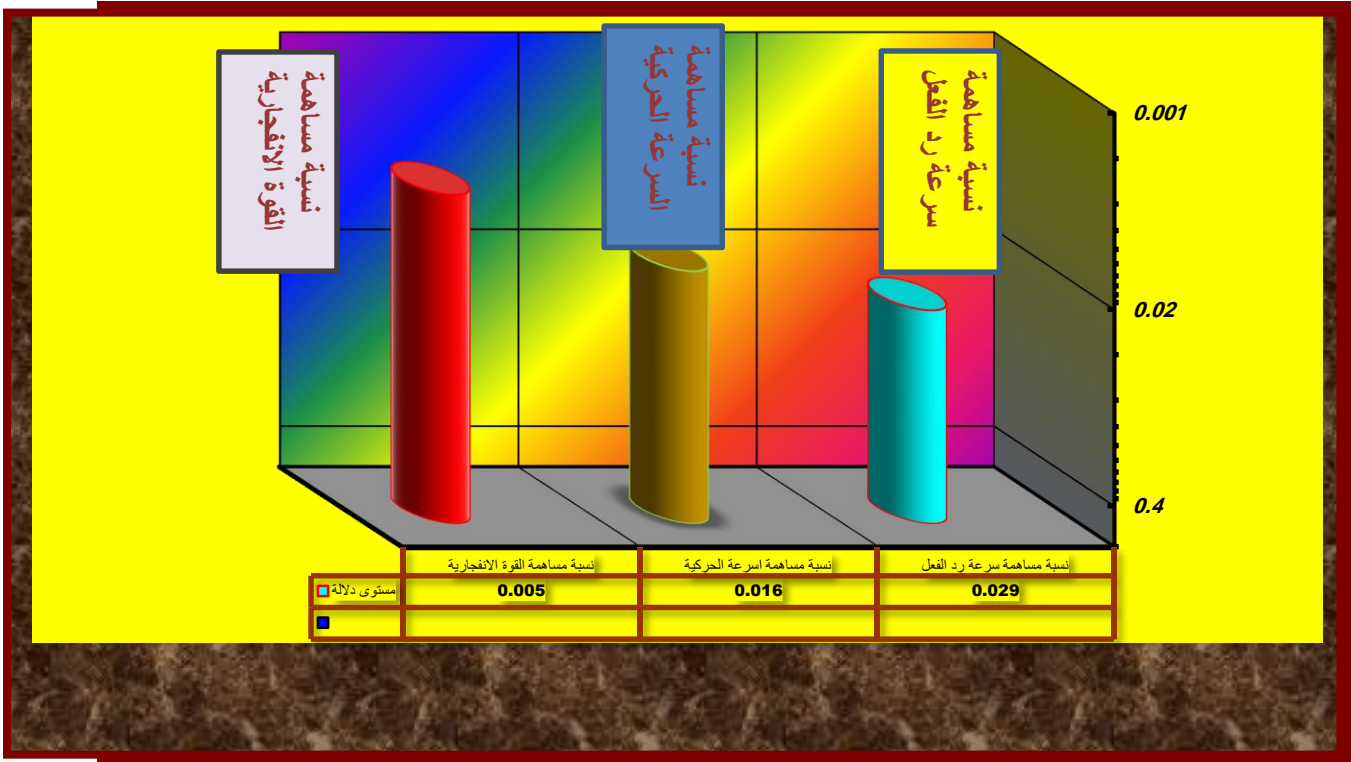 نسبة مساهمة
سرعة رد الفعل
نسبة مساهمة
السرعة الحركية
نسبة مساهمة
القوة الانفجارية
0.001
0.02
0.4
نسبة مساهمة سرعة رد الفعل
نسبة مساهمة اسرعة الحركية
نسبة مساهمة القوة الانفجارية
مستوى دلالة
0.005
0.016
0.029